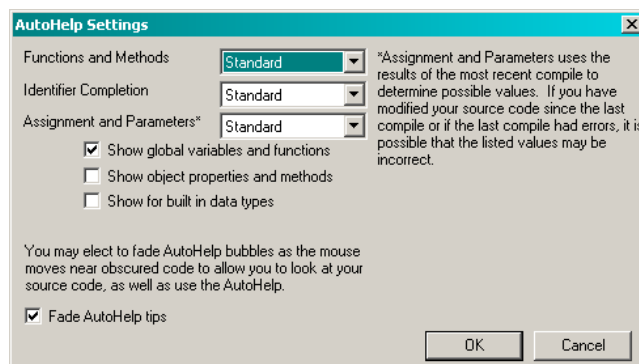 AutoHelp Settings
Functions and Methods
Standard
Identifier Completion
Standard
Assignment and Parameters*
Standard
Show global variables and functions
Show object properties and methods
Show for built in data types
*Assignment and Parameters uses the
results of the most recent compile to
determine possible values. If you have
modified your source code since the last
compile or if the last compile had errors, it is
possible that the listed values may be
incorrect.
You may elect to fade AutoHelp bubbles as the mouse
moves near obscured code to allow you to look at your
source code, as well as use the AutoHelp.
Fade AutoHelp tips
OK
Cancel